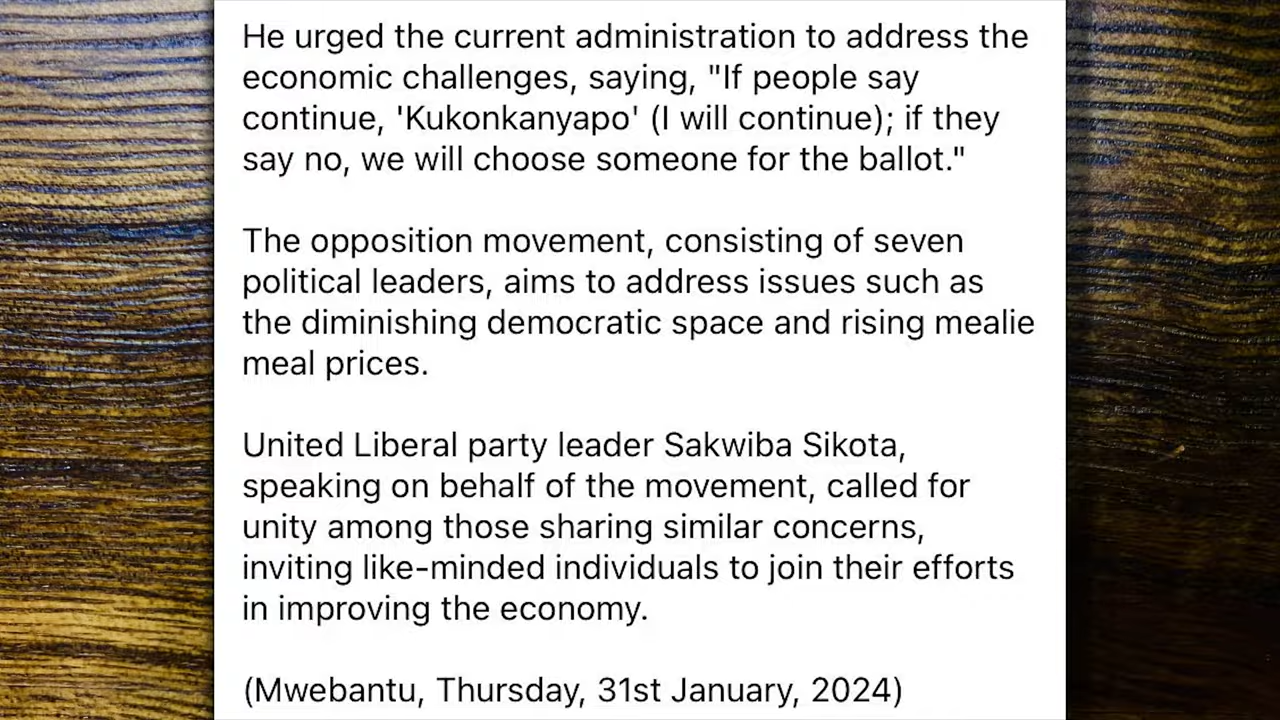 He urged the current administration to address the
economic challenges, saying, "If people say
continue, 'Kukonkanyapo' (I will continue); if they
say no, we will choose someone for the ballot."
The opposition movement, consisting of seven
political leaders, aims to address issues such as
the diminishing democratic space and rising mealie
meal prices.
United Liberal party leader Sakwiba Sikota,
speaking on behalf of the movement, called for
unity among those sharing similar concerns,
inviting like-minded individuals to join their efforts
in improving the economy.
(Mwebantu, Thursday, 31st January, 2024)